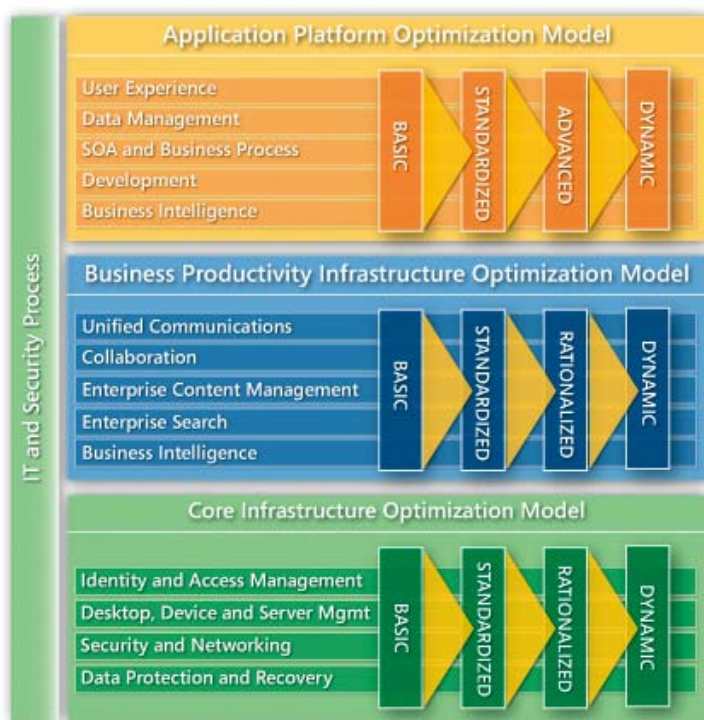 IT and Security Process
Application Platform Optimization Model
User Experience
Data Management
SOA and Business Process
Development
Business Intelligence
BASIC
STANDARDIZED
ADVANCED
DYNAMIC
Business Productivity Infrastructure Optimization Model
Unified Communications
Collaboration
Enterprise Content Management
Enterprise Search
Business Intelligence
BASIC
STANDARDIZED
RATIONALIZED
DYNAMIC
Core Infrastructure Optimization Model
Identity and Access Management
Desktop, Device and Server Mgmt
Security and Networking
Data Protection and Recovery
BASIC
STANDARDIZED
RATIONALIZED
DYNAMIC